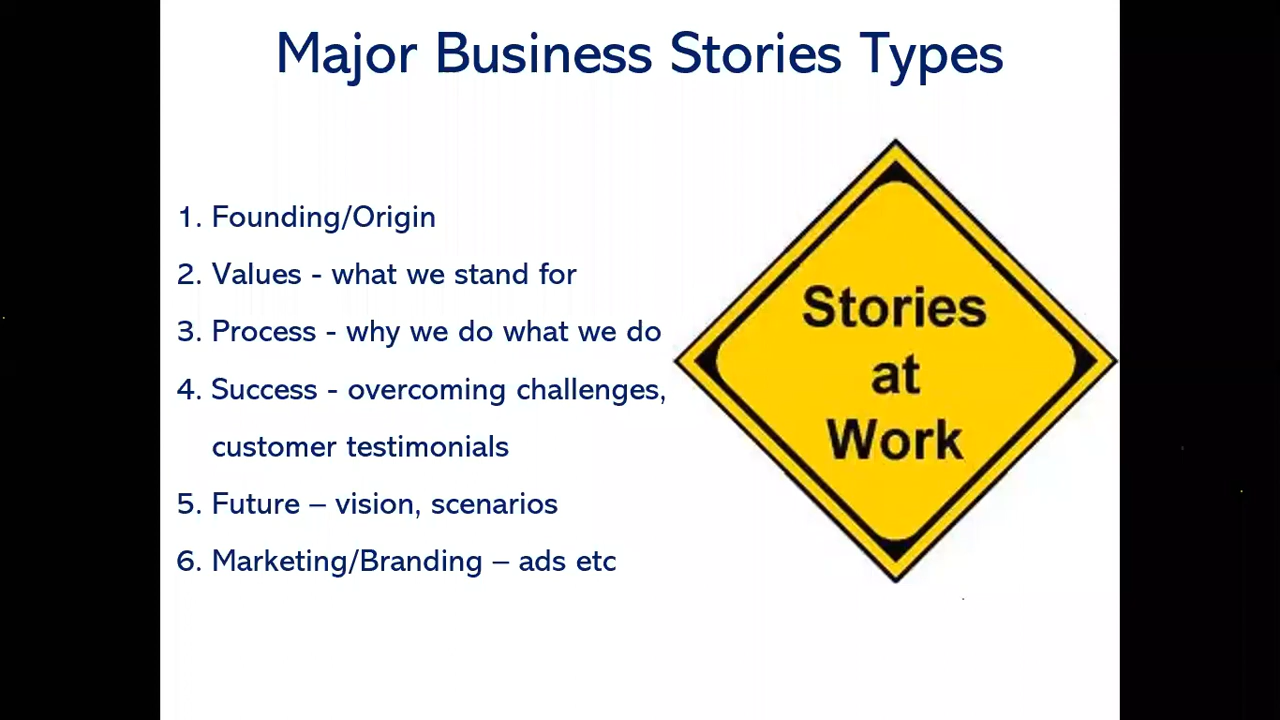 Major Business Stories Types
1. Founding/Origin
2. Values - what we stand for
3. Process - why we do what we do
4. Success - overcoming challenges,
customer testimonials
5. Future – vision, scenarios
6. Marketing/Branding – ads etc
Stories
at
Work